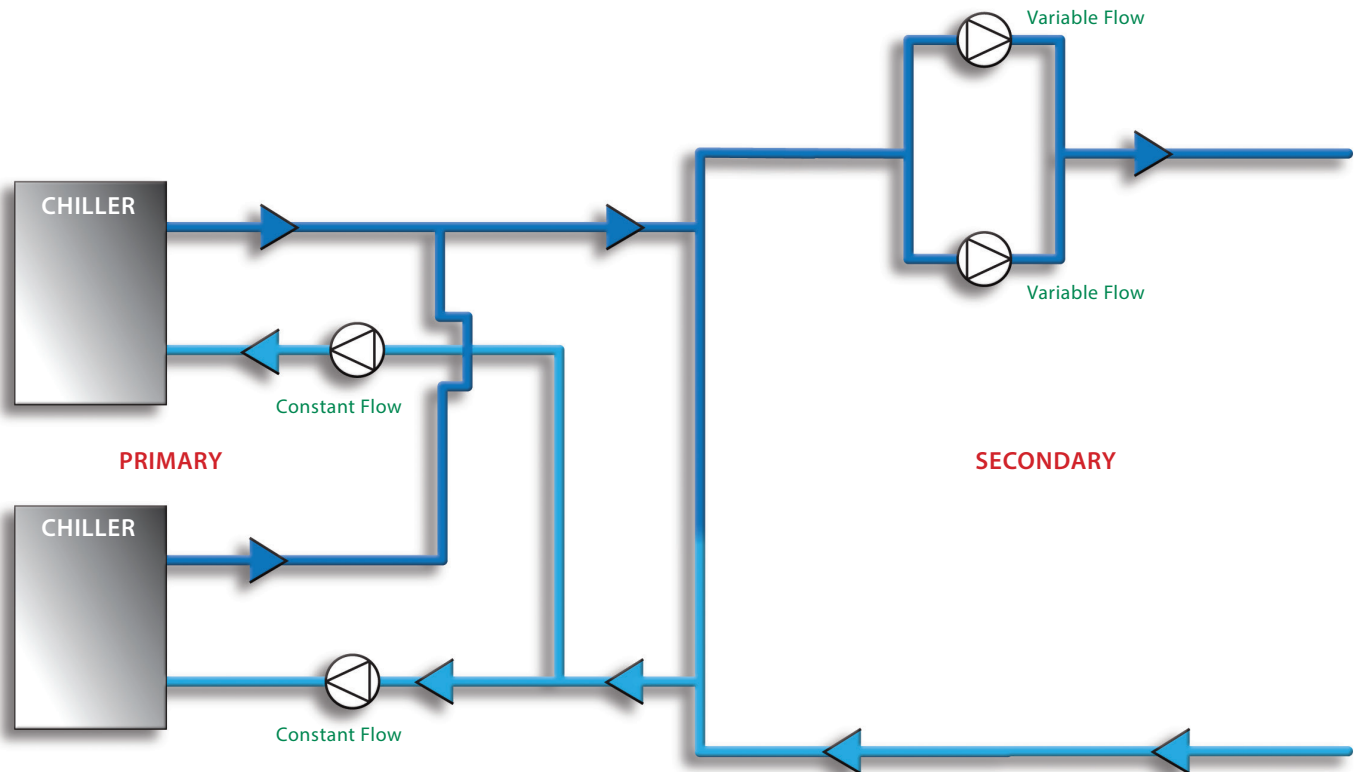 Variable Flow
CHILLER
Variable Flow
Constant Flow
PRIMARY
SECONDARY
CHILLER
Constant Flow